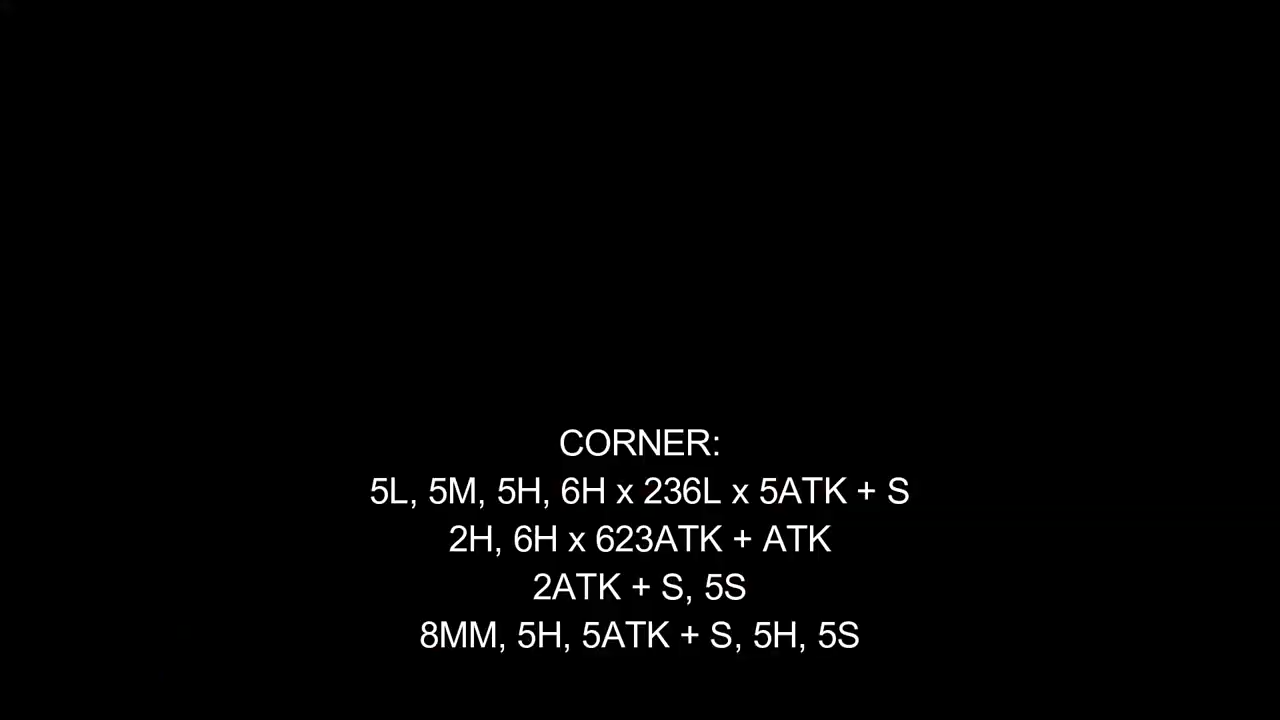 CORNER:
5L, 5M, 5H, 6H x 236L x 5ATK + S
2H, 6H x 623ATK + ATK
2ATK + S, 5S
8MM, 5H, 5ATK + S, 5H, 5S